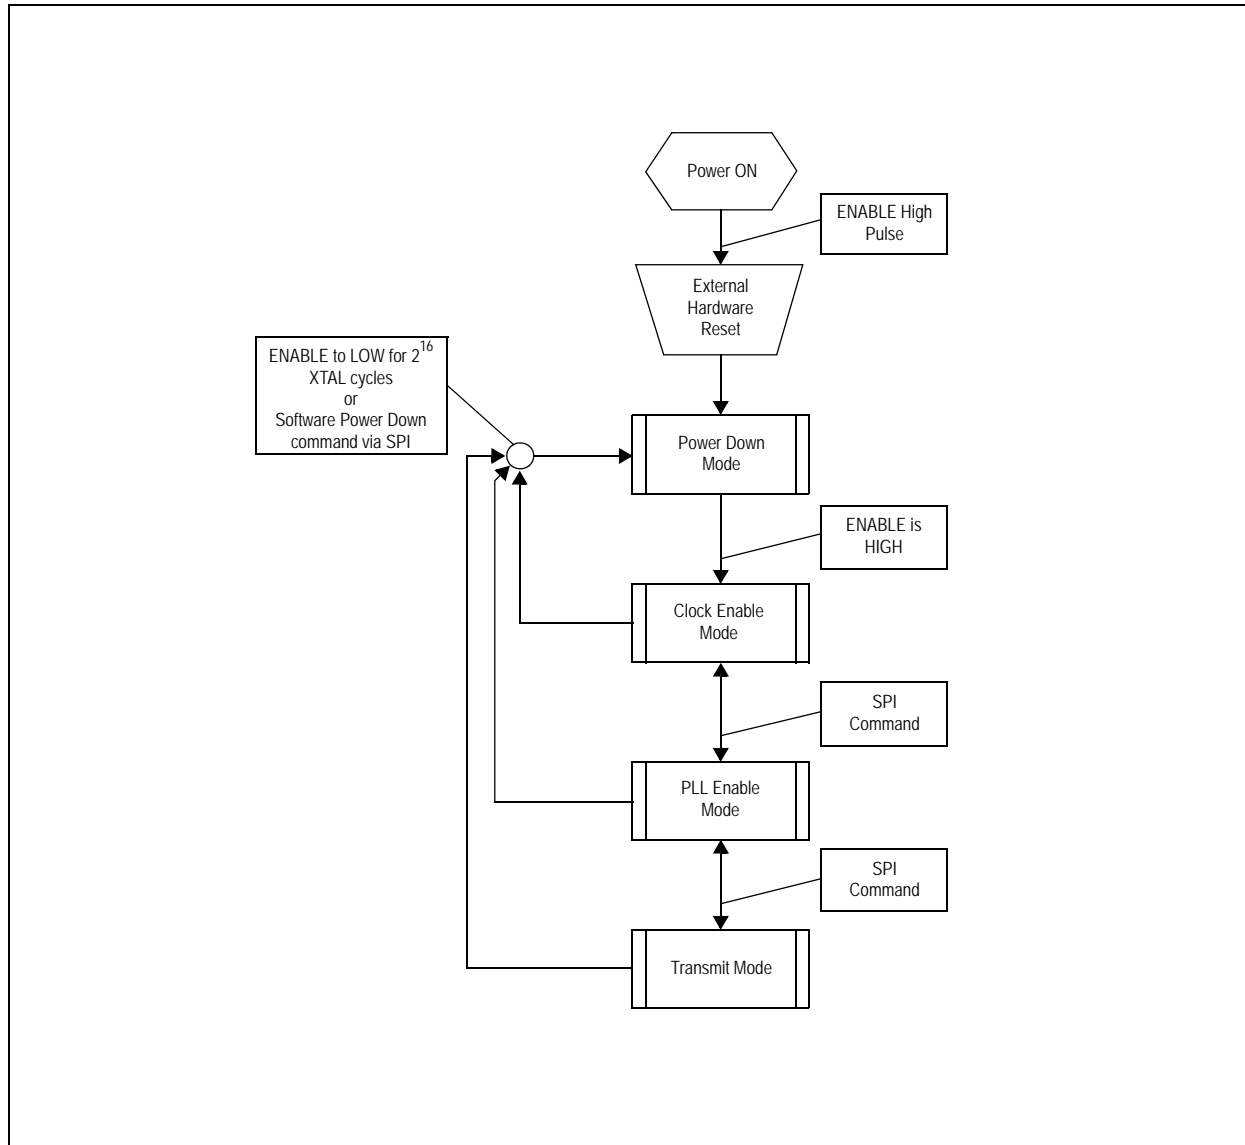 Power ON
ENABLE High
Pulse
External
Hardware
Reset
ENABLE to LOW for 2^16
XTAL cycles
or
Software Power Down
command via SPI
Power Down
Mode
ENABLE is
HIGH
Clock Enable
Mode
SPI
Command
PLL Enable
Mode
SPI
Command
Transmit Mode